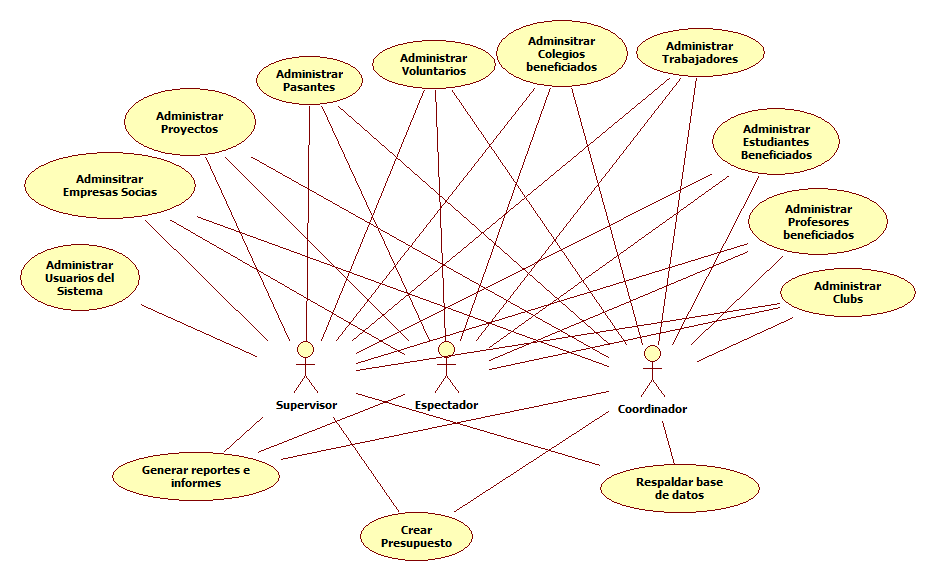 Adminsitrar
Colegios
beneficiados
Administrar
Trabajadores
Administrar
Voluntarios
Administrar
Pasantes
Administrar
Proyectos
Administrar
Estudiantes
Beneficiados
Adminsitrar
Empresas Socias
Administrar
Profesores
beneficiados
Administrar
Usuarios del
Sistema
Administrar
Clubs
Supervisor
Espectador
Coordinador
Generar reportes e
informes
Respaldar base
de datos
Crear
Presupuesto